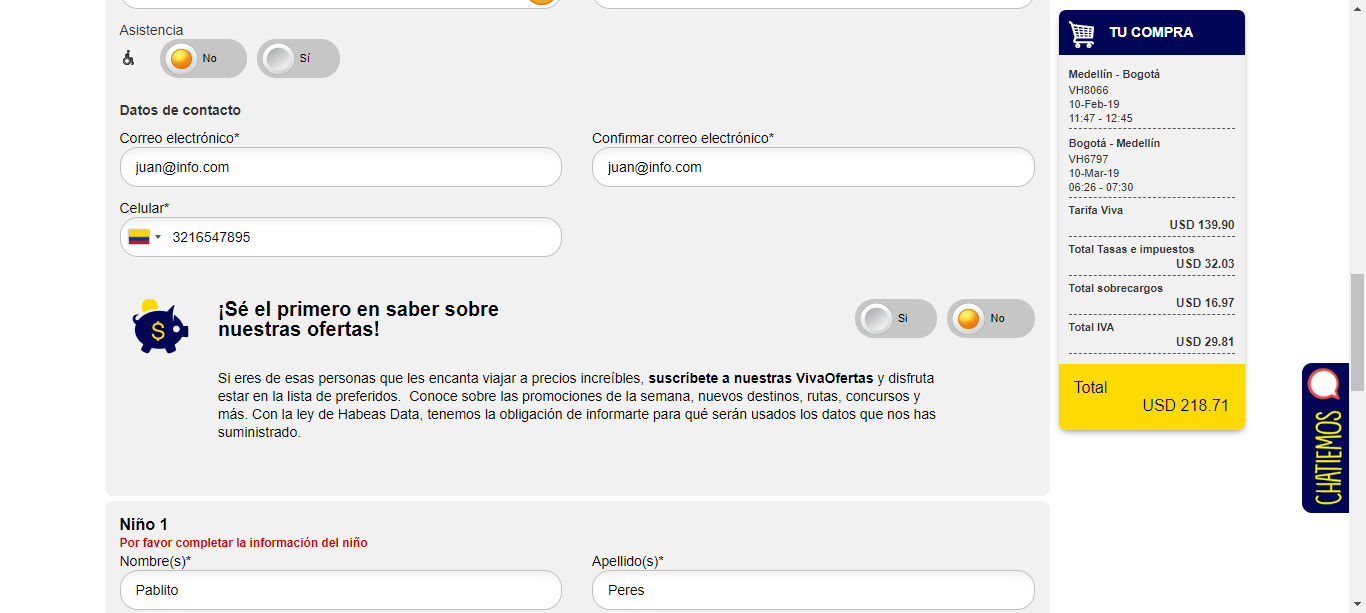 Asistencia
No
Sí
Datos de contacto
Correo electrónico*
Confirmar correo electrónico*
juan@info.com
juan@info.com
Celular*
3216547895
$
¡Sé el primero en saber sobre
nuestras ofertas!
Si
No
Si eres de esas personas que les encanta viajar a precios increíbles, suscríbete a nuestras VivaOfertas y disfruta
estar en la lista de preferidos. Conoce sobre las promociones de la semana, nuevos destinos, rutas, concursos y
más. Con la ley de Habeas Data, tenemos la obligación de informarte para qué serán usados los datos que nos has
suministrado.
Niño 1
Por favor completar la información del niño
Nombre(s)*
Apellido(s)*
Pablito
Peres
TU COMPRA
Medellín - Bogotá
VH8066
10-Feb-19
11:47 - 12:45
Bogotá - Medellín
VH6797
10-Mar-19
06:26 - 07:30
Tarifa Viva
USD 139.90
Total Tasas e impuestos
USD 32.03
Total sobrecargos
USD 16.97
Total IVA
USD 29.81
Total
USD 218.71
CHATIEMOS